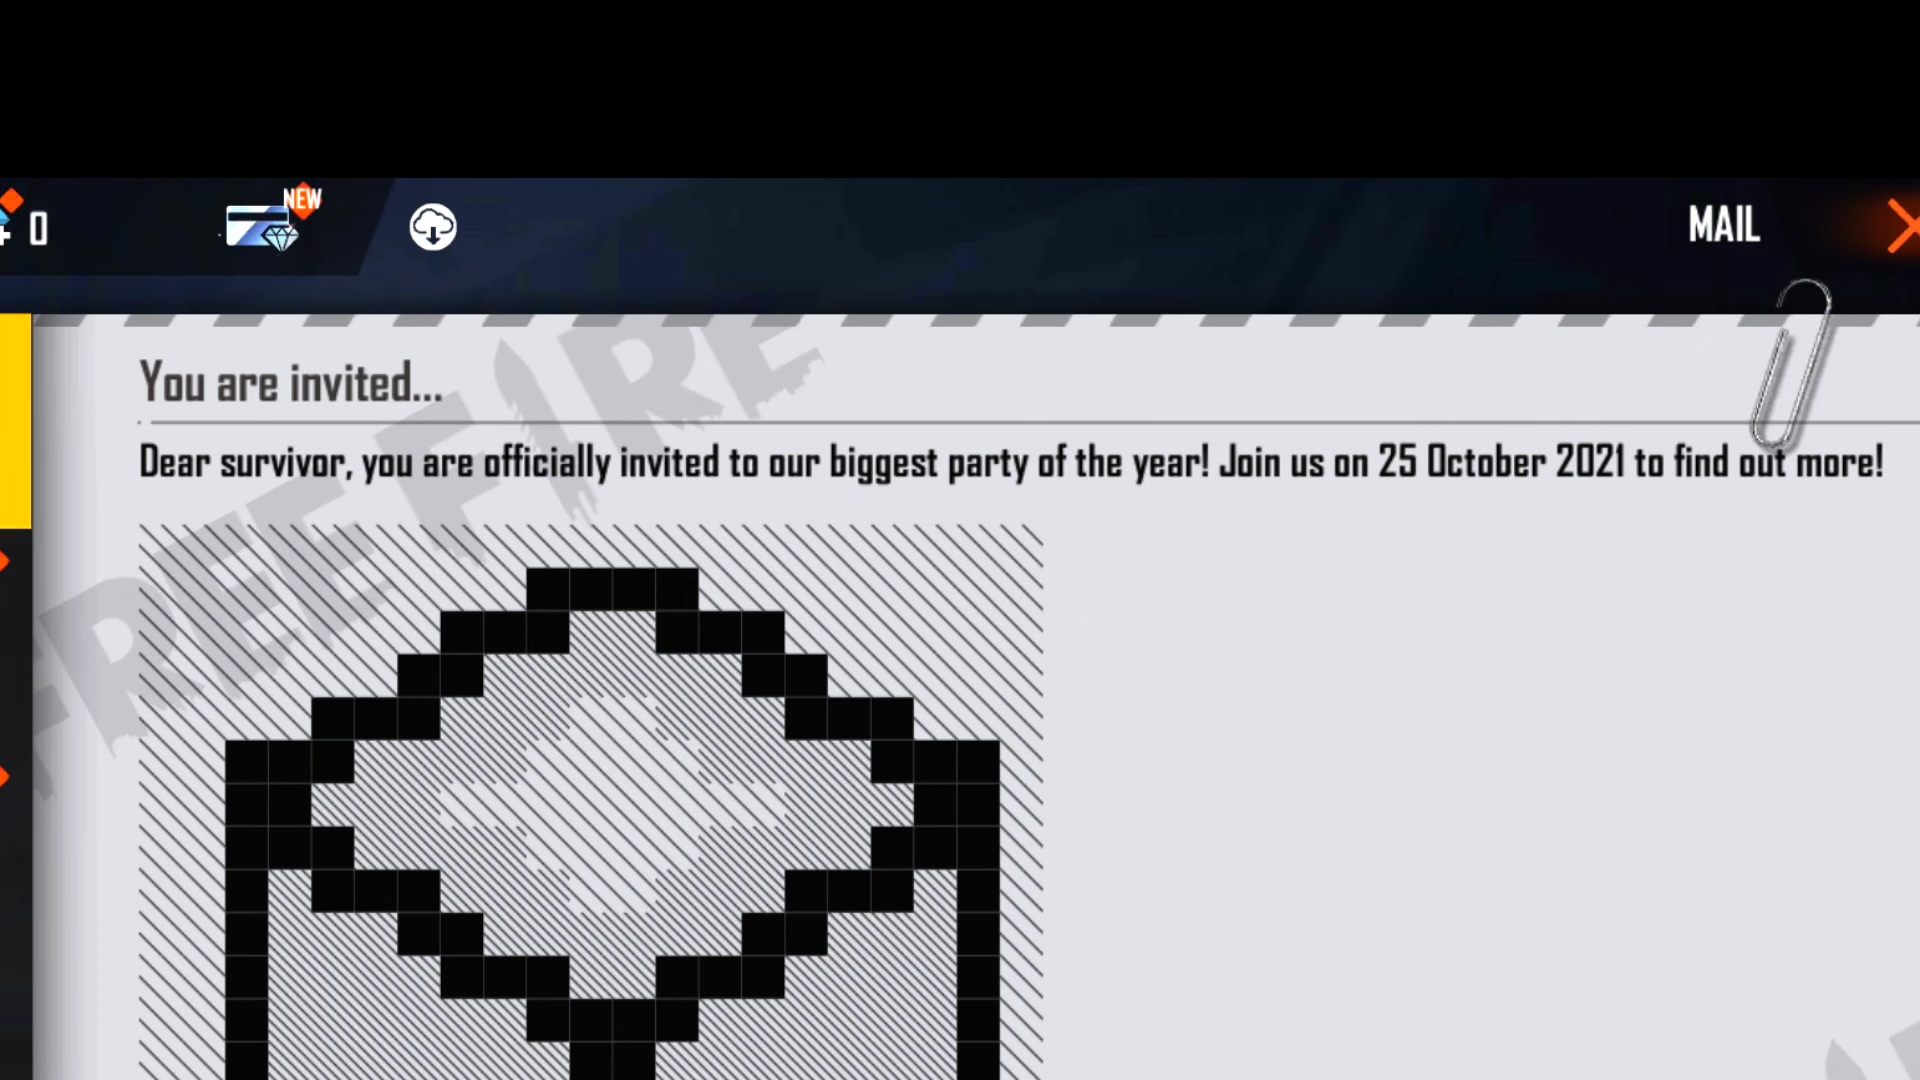 NEW
0
MAIL
You are invited...
Dear survivor, you are officially invited to our biggest party of the year! Join us on 25 October 2021 to find out more!
FREE FIRE